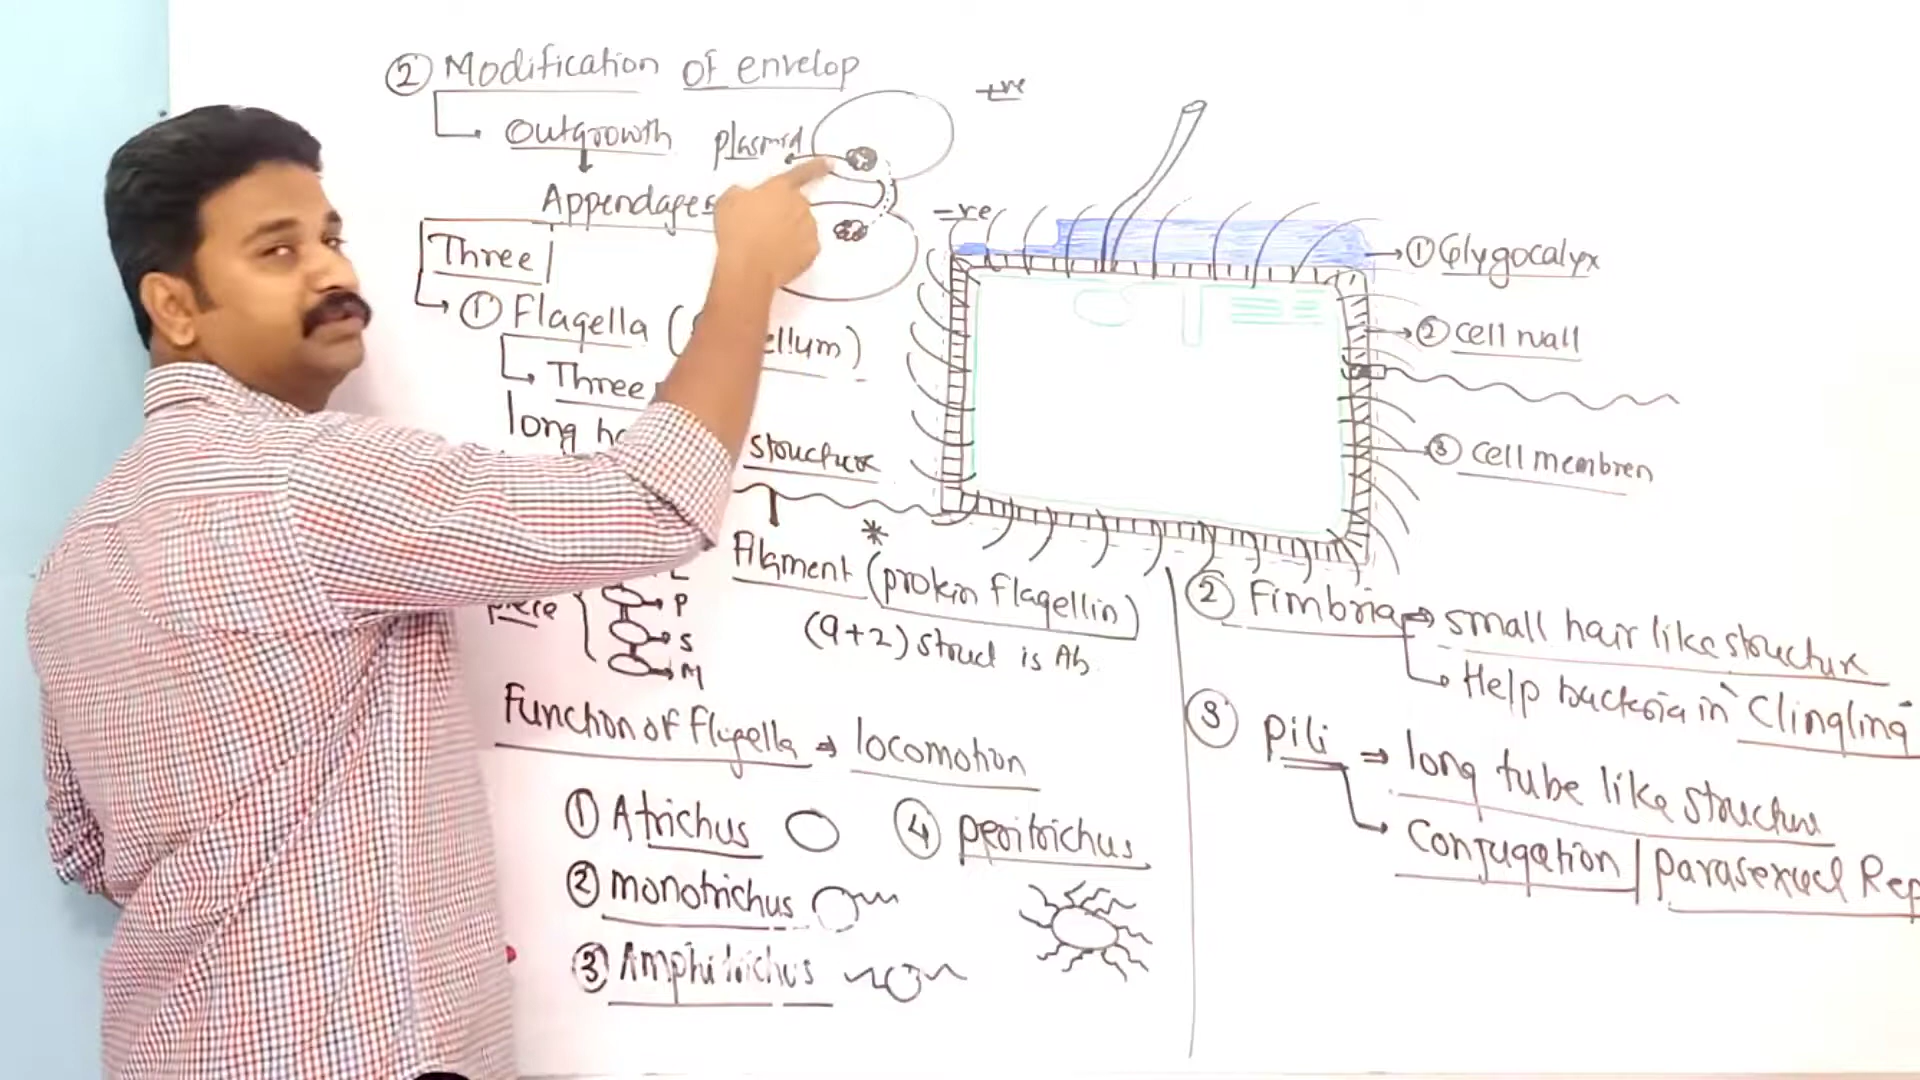 ② Modification of envelop
Outgrowth
Appendages
plasmid
+ve
-ve
Three
① Flagella (
ellum)
Three
long ha
structure
Filament (protein Flagellin)
*
(9+2) struct is Ab.
L
P
S
M
Function of Flagella → locomotion
① Atrichus
② monotrichus
③ Amphitrichus
④ peritrichus
① Glygocalyx
② cell wall
③ cell membren
② Fimbria → small hair like structure
Help bacteria in "Clingling"
③ pili → long tube like structure
Conjugation | parasexual Rep